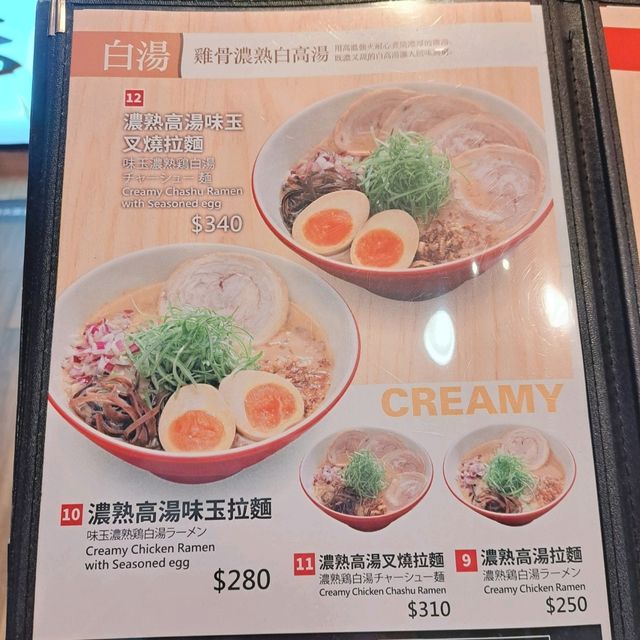 白湯
雞骨濃熟白高湯
12
濃熟高湯味玉
叉燒拉麵
味玉濃熟鶏白湯
チャーシュー麺
Creamy Chashu Ramen
with Seasoned egg
$340
CREAMY
10
濃熟高湯味玉拉麵
味玉濃熟鶏白湯ラーメン
Creamy Chicken Ramen
with Seasoned egg
$280
11
濃熟高湯叉燒拉麵
濃熟鶏白湯チャーシュー麺
Creamy Chicken Chashu Ramen
$310
9
濃熟高湯拉麵
濃熟鶏白湯ラーメン
Creamy Chicken Ramen
$250